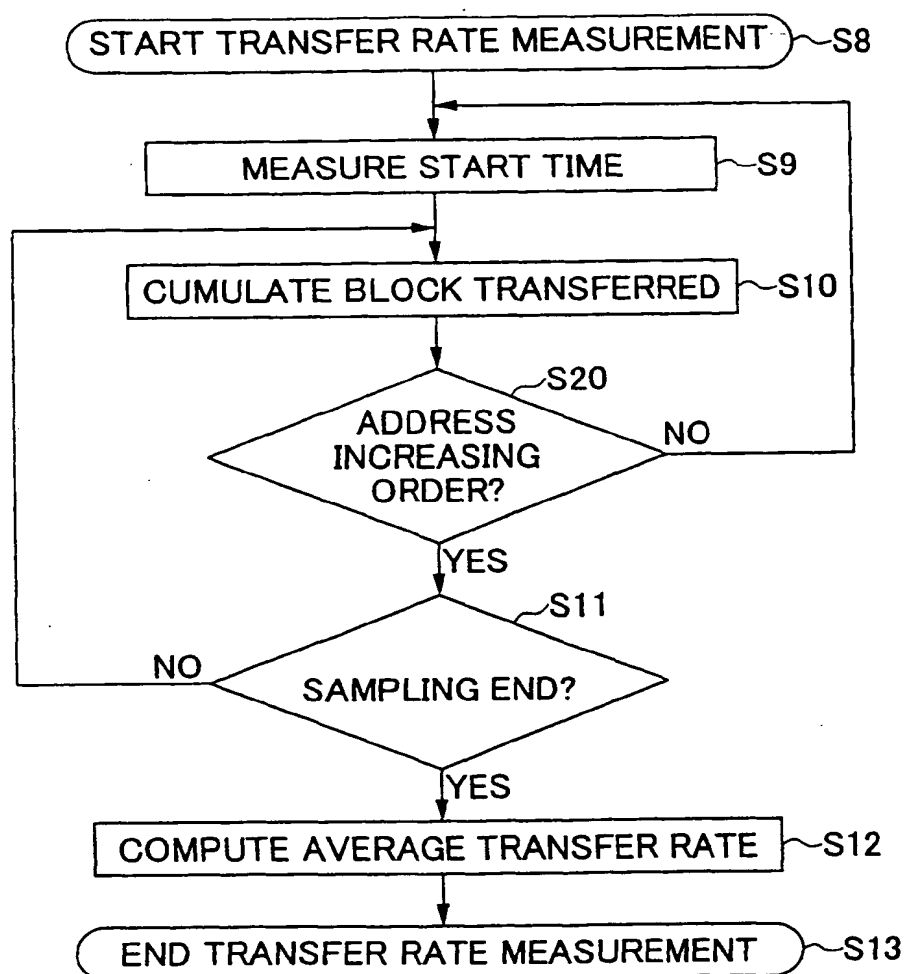 START TRANSFER RATE MEASUREMENT S8
MEASURE START TIME S9
CUMULATE BLOCK TRANSFERRED S10
S20
ADDRESS
INCREASING
ORDER?
NO
YES
S11
NO
SAMPLING END?
YES
COMPUTE AVERAGE TRANSFER RATE S12
END TRANSFER RATE MEASUREMENT S13